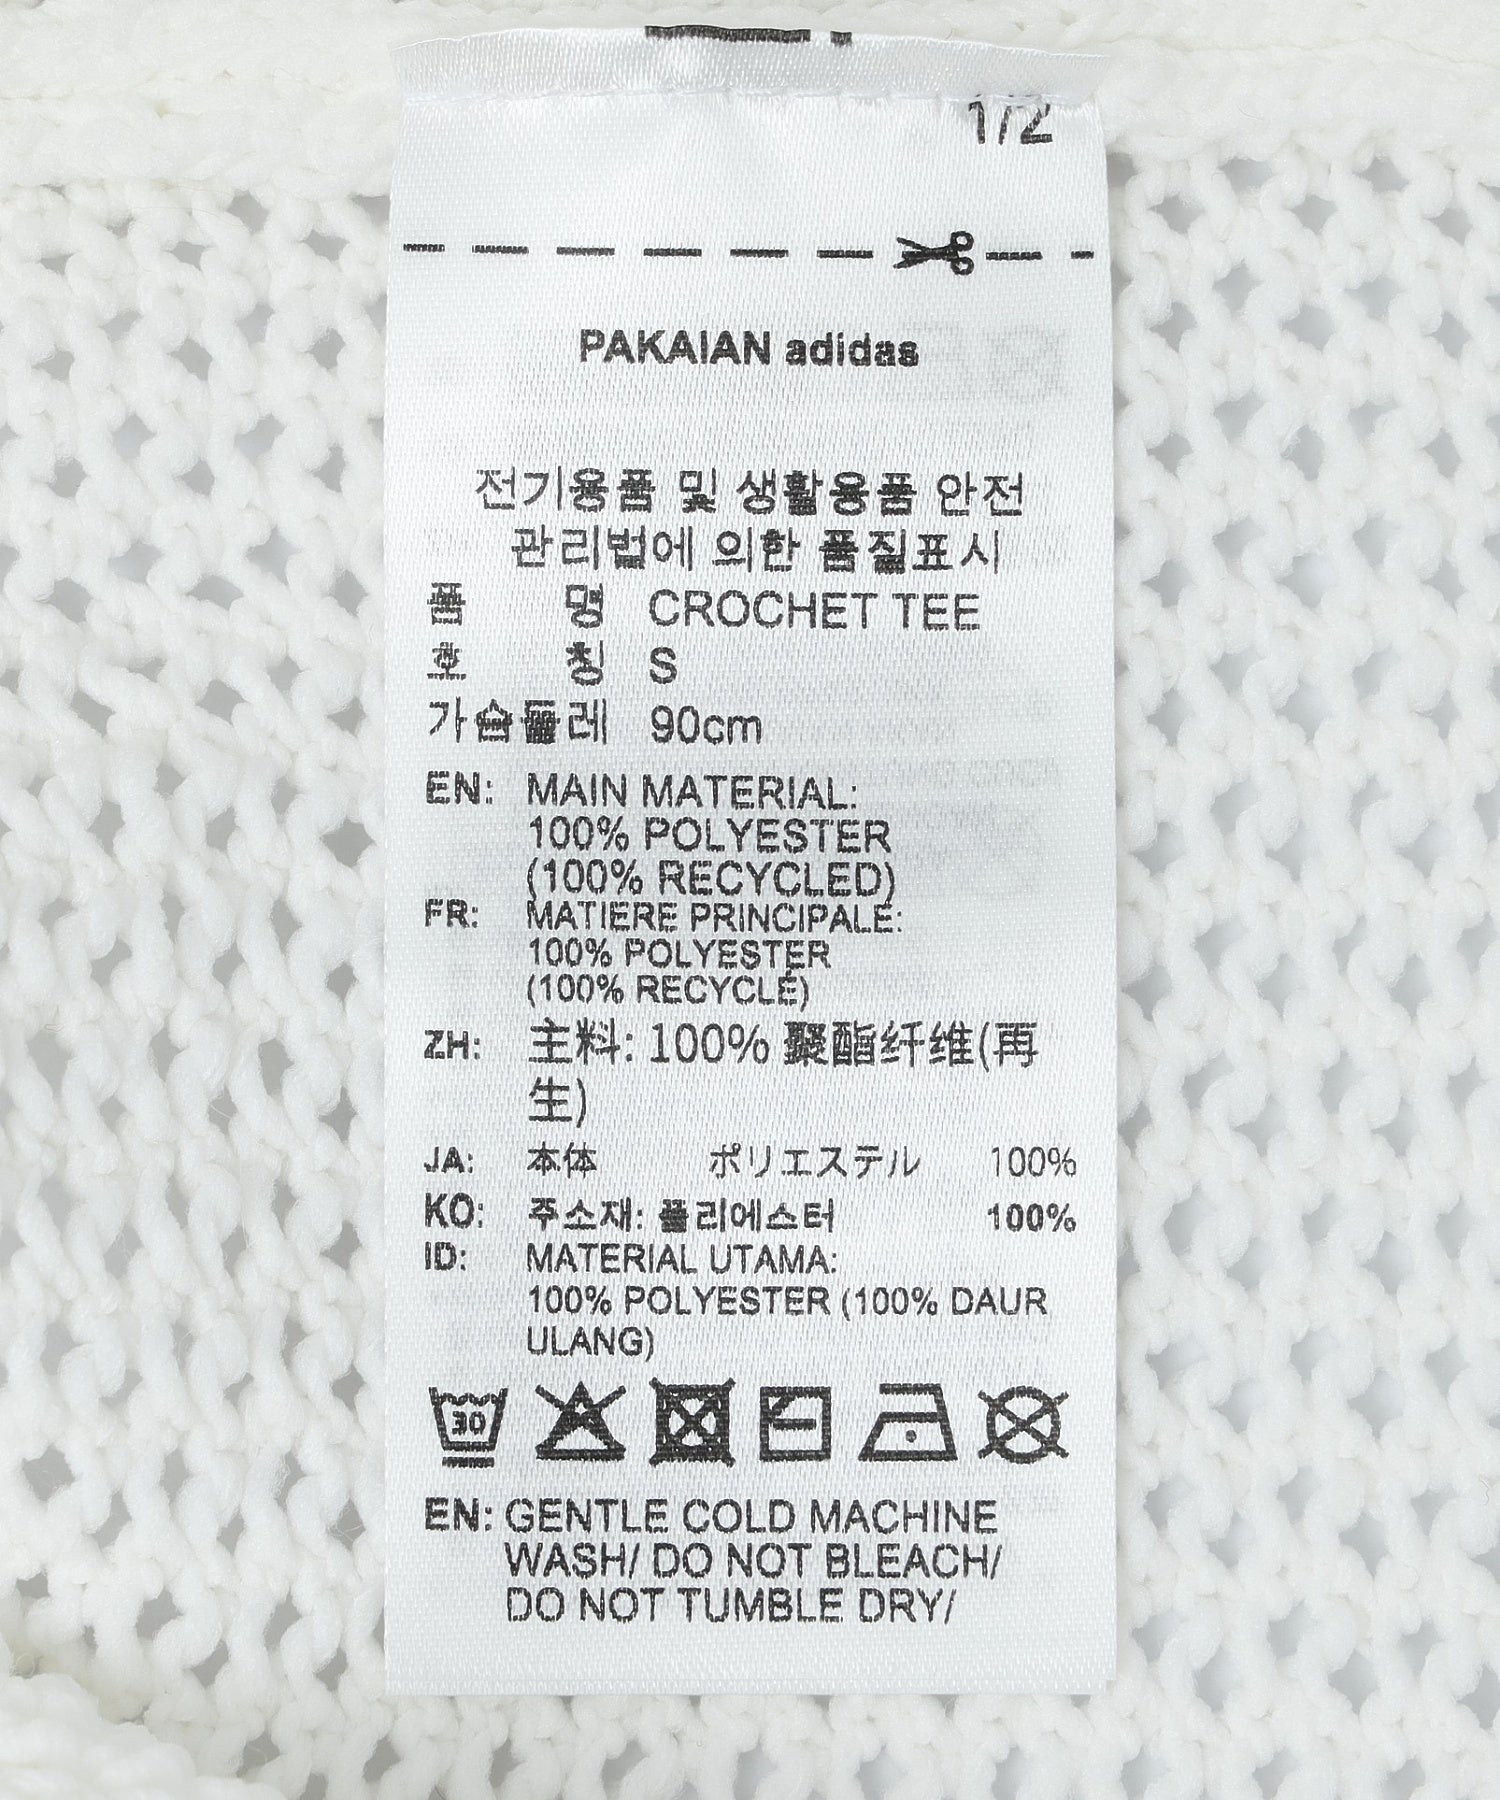 1/2
PAKAIAN adidas
전기용품 및 생활용품 안전
관리법에 의한 품질표시
품 명 CROCHET TEE
호 칭 S
가슴둘레 90cm
EN: MAIN MATERIAL:
100% POLYESTER
(100% RECYCLED)
FR: MATIERE PRINCIPALE:
100% POLYESTER
(100% RECYCLÉ)
ZH: 主料: 100% 聚酯纤维(再
生)
JA: 本体 ポリエステル 100%
KO: 주소재: 폴리에스터 100%
ID: MATERIAL UTAMA:
100% POLYESTER (100% DAUR
ULANG)
30
EN: GENTLE COLD MACHINE
WASH/ DO NOT BLEACH/
DO NOT TUMBLE DRY/